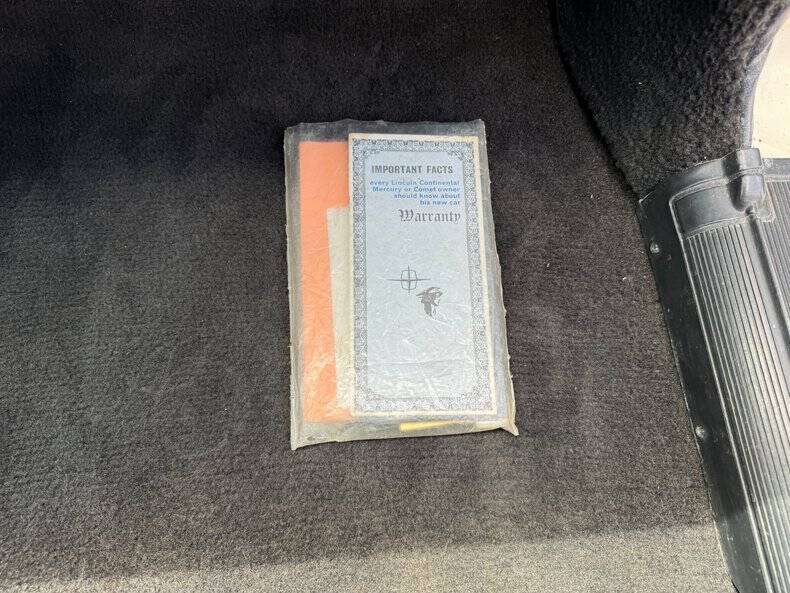 IMPORTANT FACTS
every Lincoln Continental
Mercury or Comet owner
should know about
his new car
Warranty